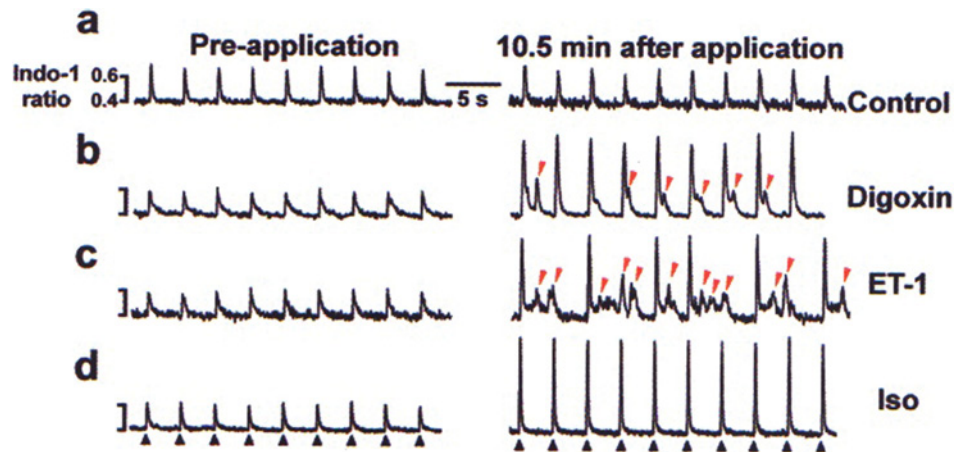 a
Pre-application
10.5 min after application
Indo-1 0.6
ratio 0.4
5 s
Control
b
Digoxin
c
ET-1
d
Iso